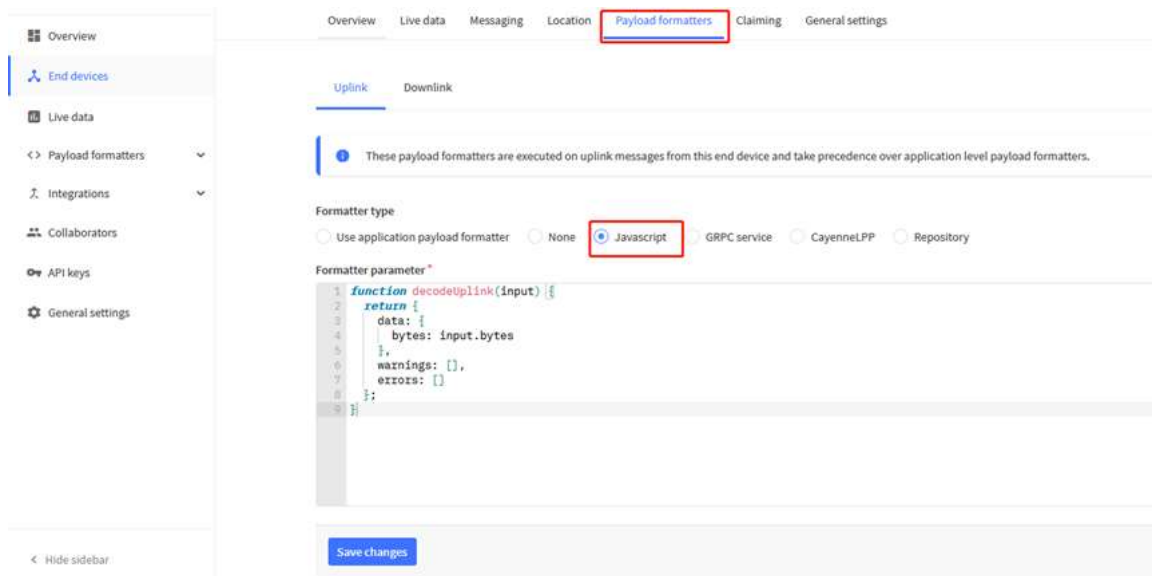 Overview
End devices
Live data
<> Payload formatters
Integrations
Collaborators
API keys
General settings
< Hide sidebar
Overview Live data Messaging Location Payload formatters Claiming General settings
Uplink Downlink
These payload formatters are executed on uplink messages from this end device and take precedence over application level payload formatters.
Formatter type
Use application payload formatter None Javascript GRPC service CayenneLPP Repository
Formatter parameter*
1 function decodeUplink(input) {
2 return {
3 data: {
4 bytes: input.bytes
5 },
6 warnings: [],
7 errors: []
8 };
9 }
Save changes